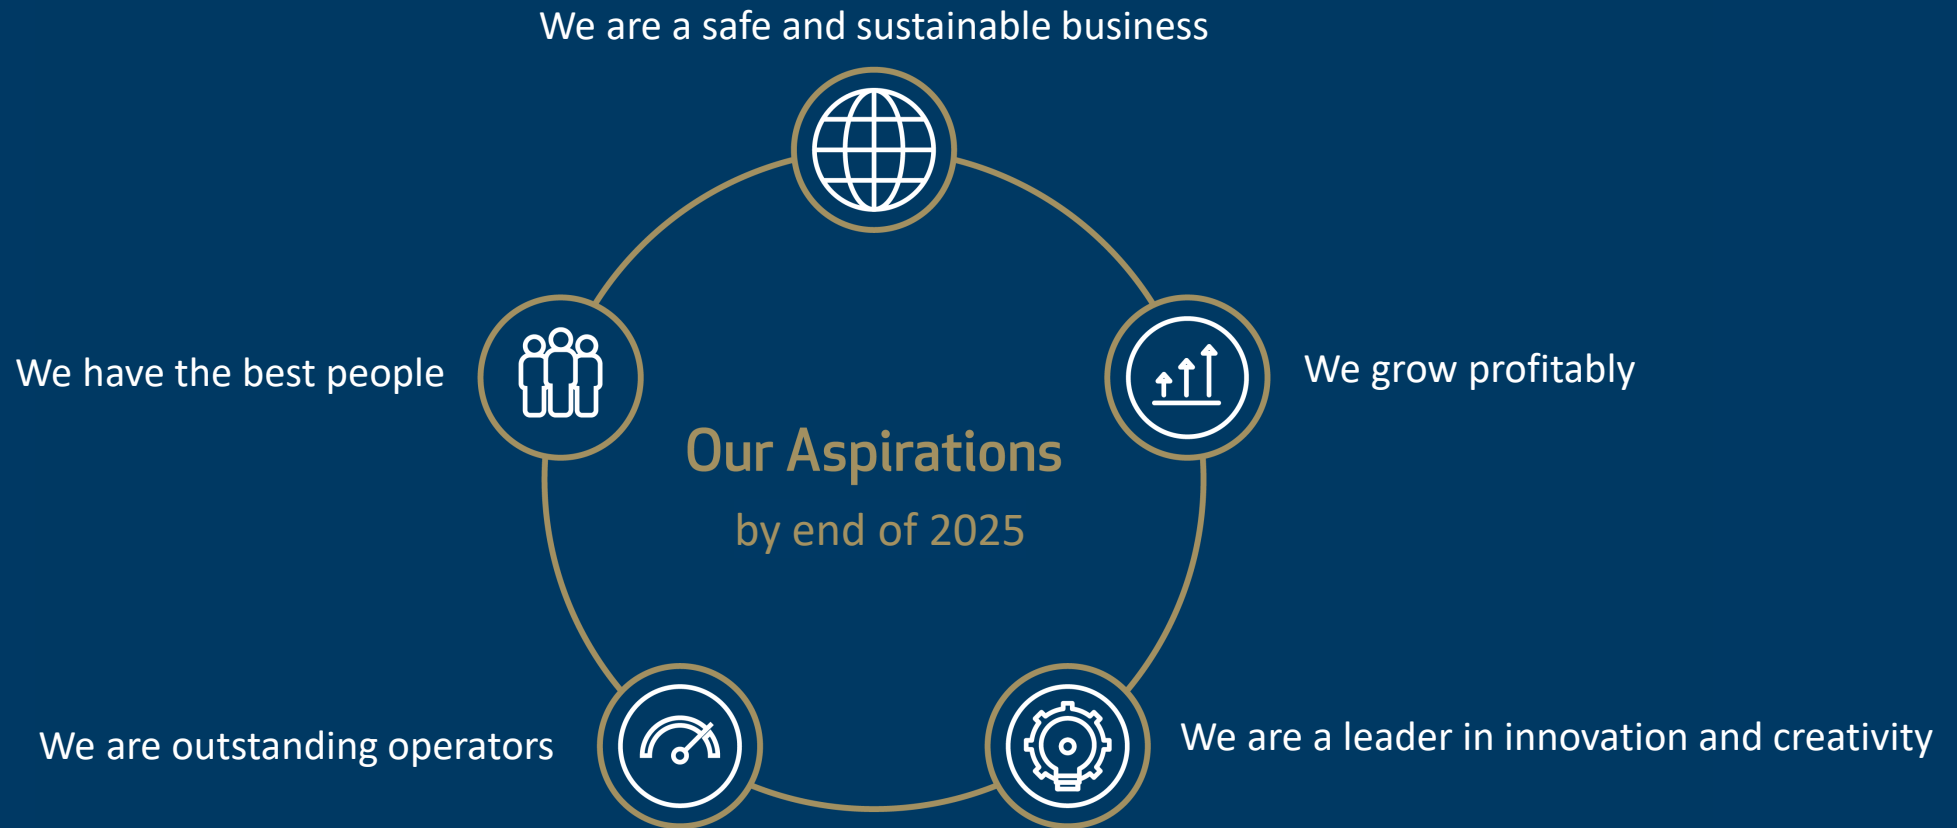 We are a safe and sustainable business
We have the best people
We grow profitably
Our Aspirations
by end of 2025
We are outstanding operators
We are a leader in innovation and creativity